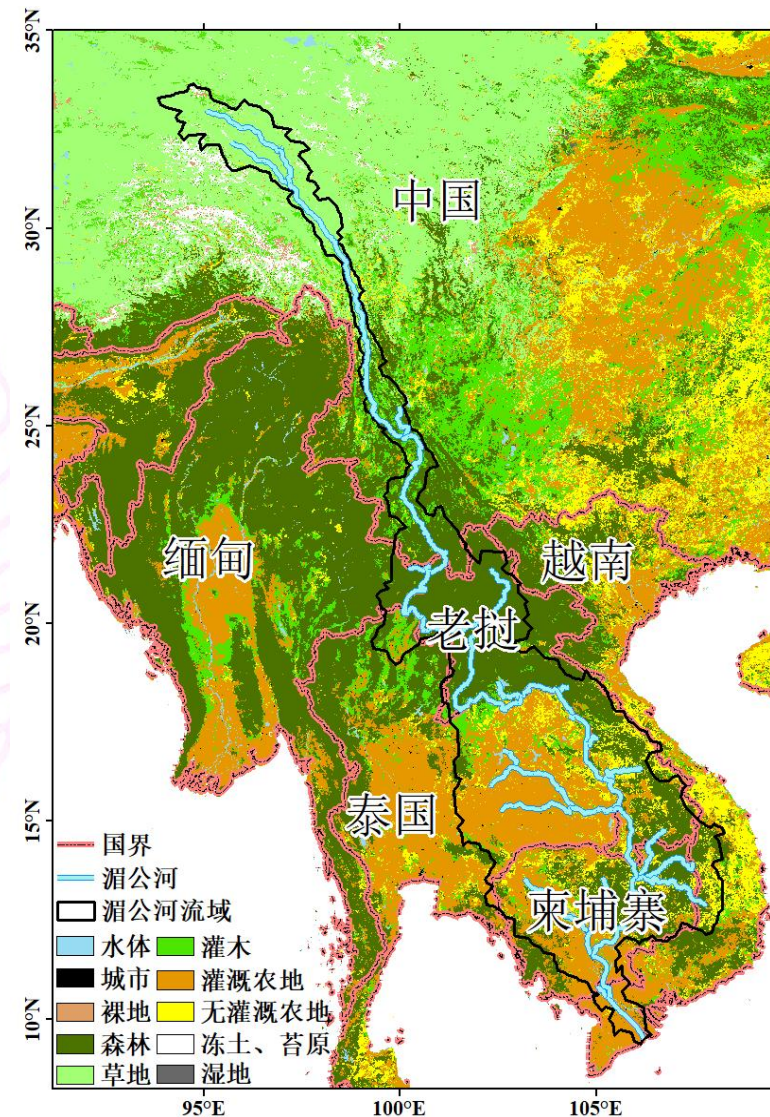 35°N
30°N
25°N
20°N
15°N
10°N
中国
缅甸
越南
老挝
泰国
柬埔寨
国界
湄公河
湄公河流域
水体 灌木
城市 灌溉农地
裸地 无灌溉农地
森林 冻土、苔原
草地 湿地
95°E 100°E 105°E